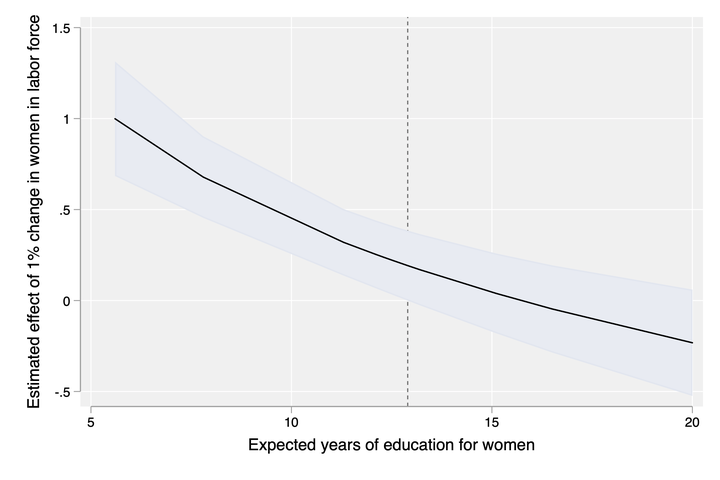 Estimated effect of 1% change in women in labor force
1.5
1
.5
0
-.5
5 10 15 20
Expected years of education for women